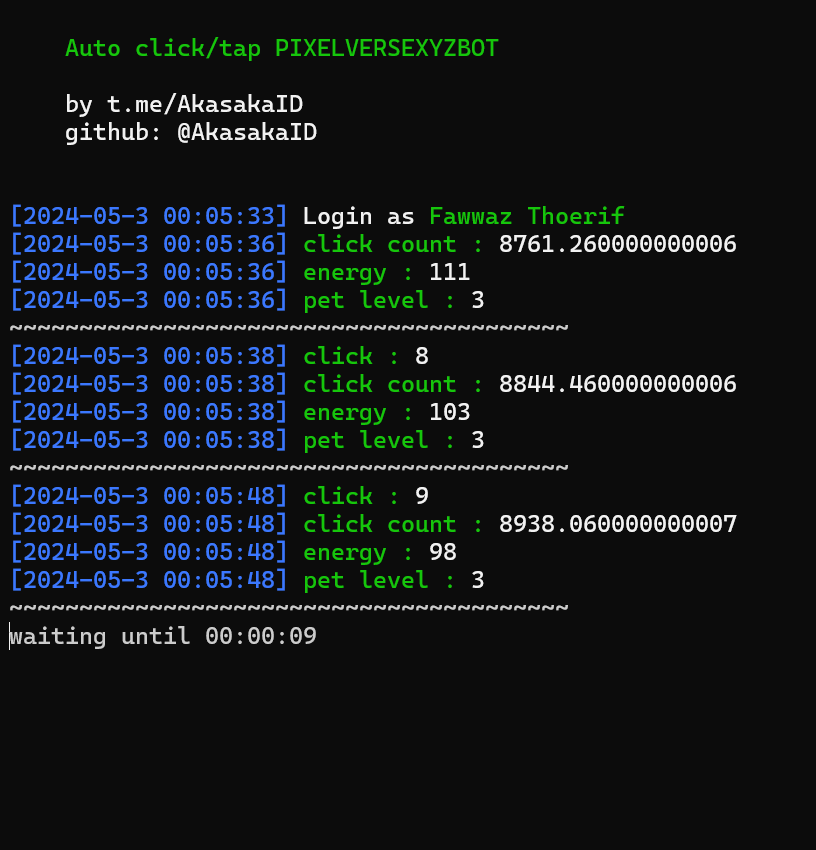 Auto click/tap PIXELVERSEXYZBOT
by t.me/AkasakaID
github: @AkasakaID
[2024-05-3 00:05:33] Login as Fawwaz Thoerif
[2024-05-3 00:05:36] click count : 8761.260000000006
[2024-05-3 00:05:36] energy : 111
[2024-05-3 00:05:36] pet level : 3
~~~~~~~~~~~~~~~~~~~~~~~~~~~~~~~~~~~~~~~~
[2024-05-3 00:05:38] click : 8
[2024-05-3 00:05:38] click count : 8844.460000000006
[2024-05-3 00:05:38] energy : 103
[2024-05-3 00:05:38] pet level : 3
~~~~~~~~~~~~~~~~~~~~~~~~~~~~~~~~~~~~~~~~
[2024-05-3 00:05:48] click : 9
[2024-05-3 00:05:48] click count : 8938.060000000007
[2024-05-3 00:05:48] energy : 98
[2024-05-3 00:05:48] pet level : 3
~~~~~~~~~~~~~~~~~~~~~~~~~~~~~~~~~~~~~~~~
waiting until 00:00:09